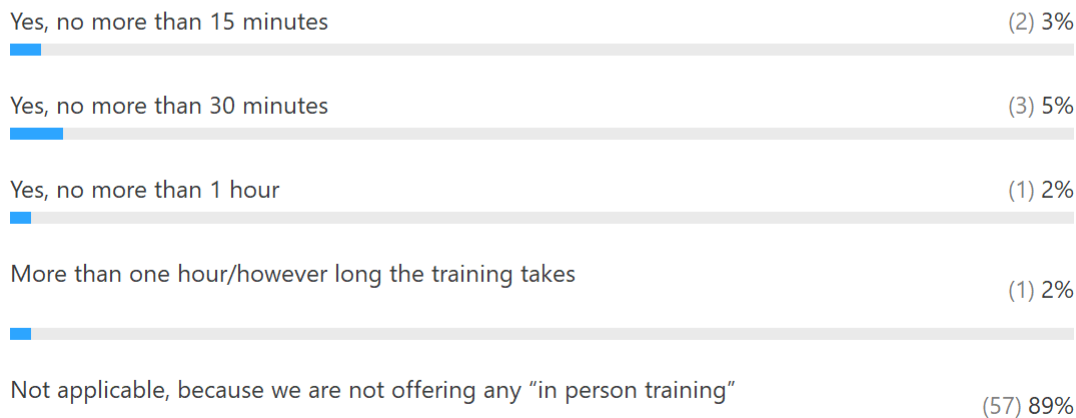 Yes, no more than 15 minutes (2) 3%
Yes, no more than 30 minutes (3) 5%
Yes, no more than 1 hour (1) 2%
More than one hour/however long the training takes (1) 2%
Not applicable, because we are not offering any “in person training” (57) 89%